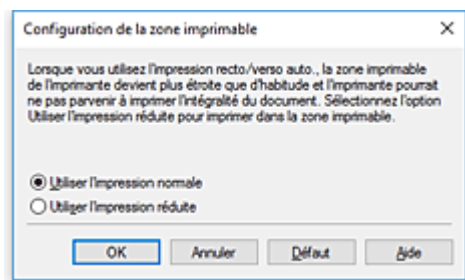 Configuration de la zone imprimable
Lorsque vous utilisez l'impression recto/verso auto., la zone imprimable
de l'imprimante devient plus étroite que d'habitude et l'imprimante pourrait
ne pas parvenir à imprimer l'intégralité du document. Sélectionnez l'option
Utiliser l'impression réduite pour imprimer dans la zone imprimable.
Utiliser l'impression normale
Utiliser l'impression réduite
OK Annuler Défaut Aide